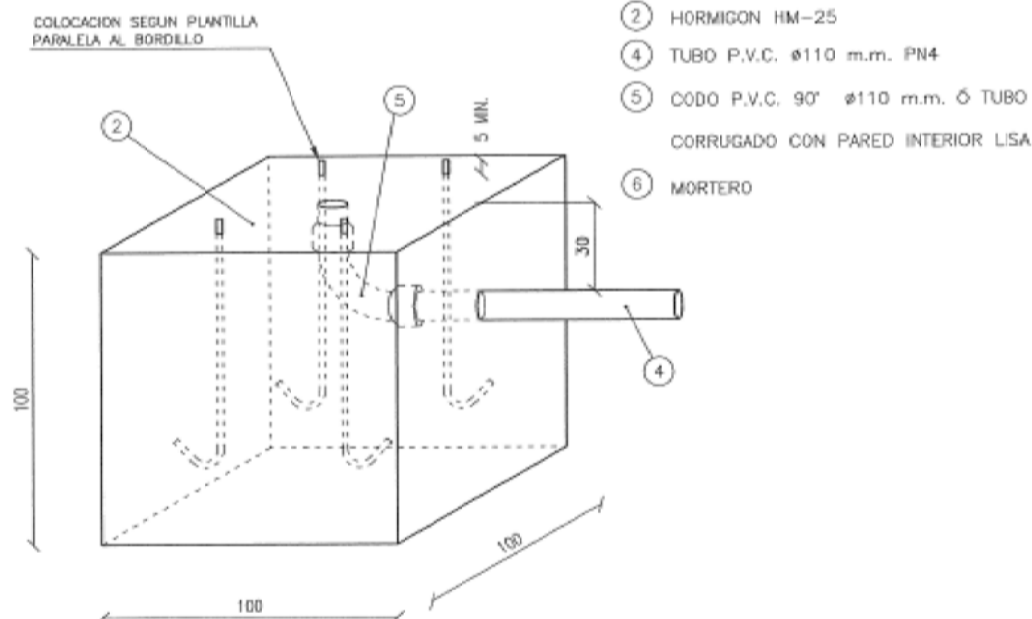 COLOCACION SEGUN PLANTILLA
PARALELA AL BORDILLO
2 HORMIGON HM-25
4 TUBO P.V.C. ø110 m.m. PN4
5 CODO P.V.C. 90° ø110 m.m. Ó TUBO
CORRUGADO CON PARED INTERIOR LISA
6 MORTERO
2
5
5 MIN.
30
4
100
100
100